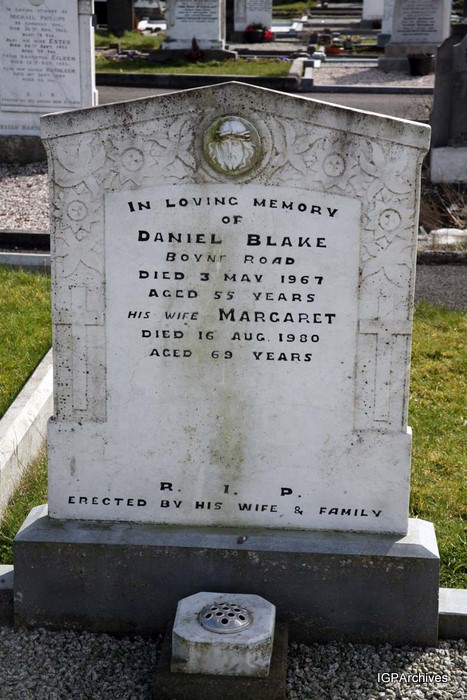 IN LOVING MEMORY
OF
DANIEL BLAKE
BOYNE ROAD
DIED 3 MAY 1967
AGED 55 YEARS
HIS WIFE MARGARET
DIED 16 AUG. 1980
AGED 69 YEARS
R. I. P.
ERECTED BY HIS WIFE & FAMILY
IGPArchives